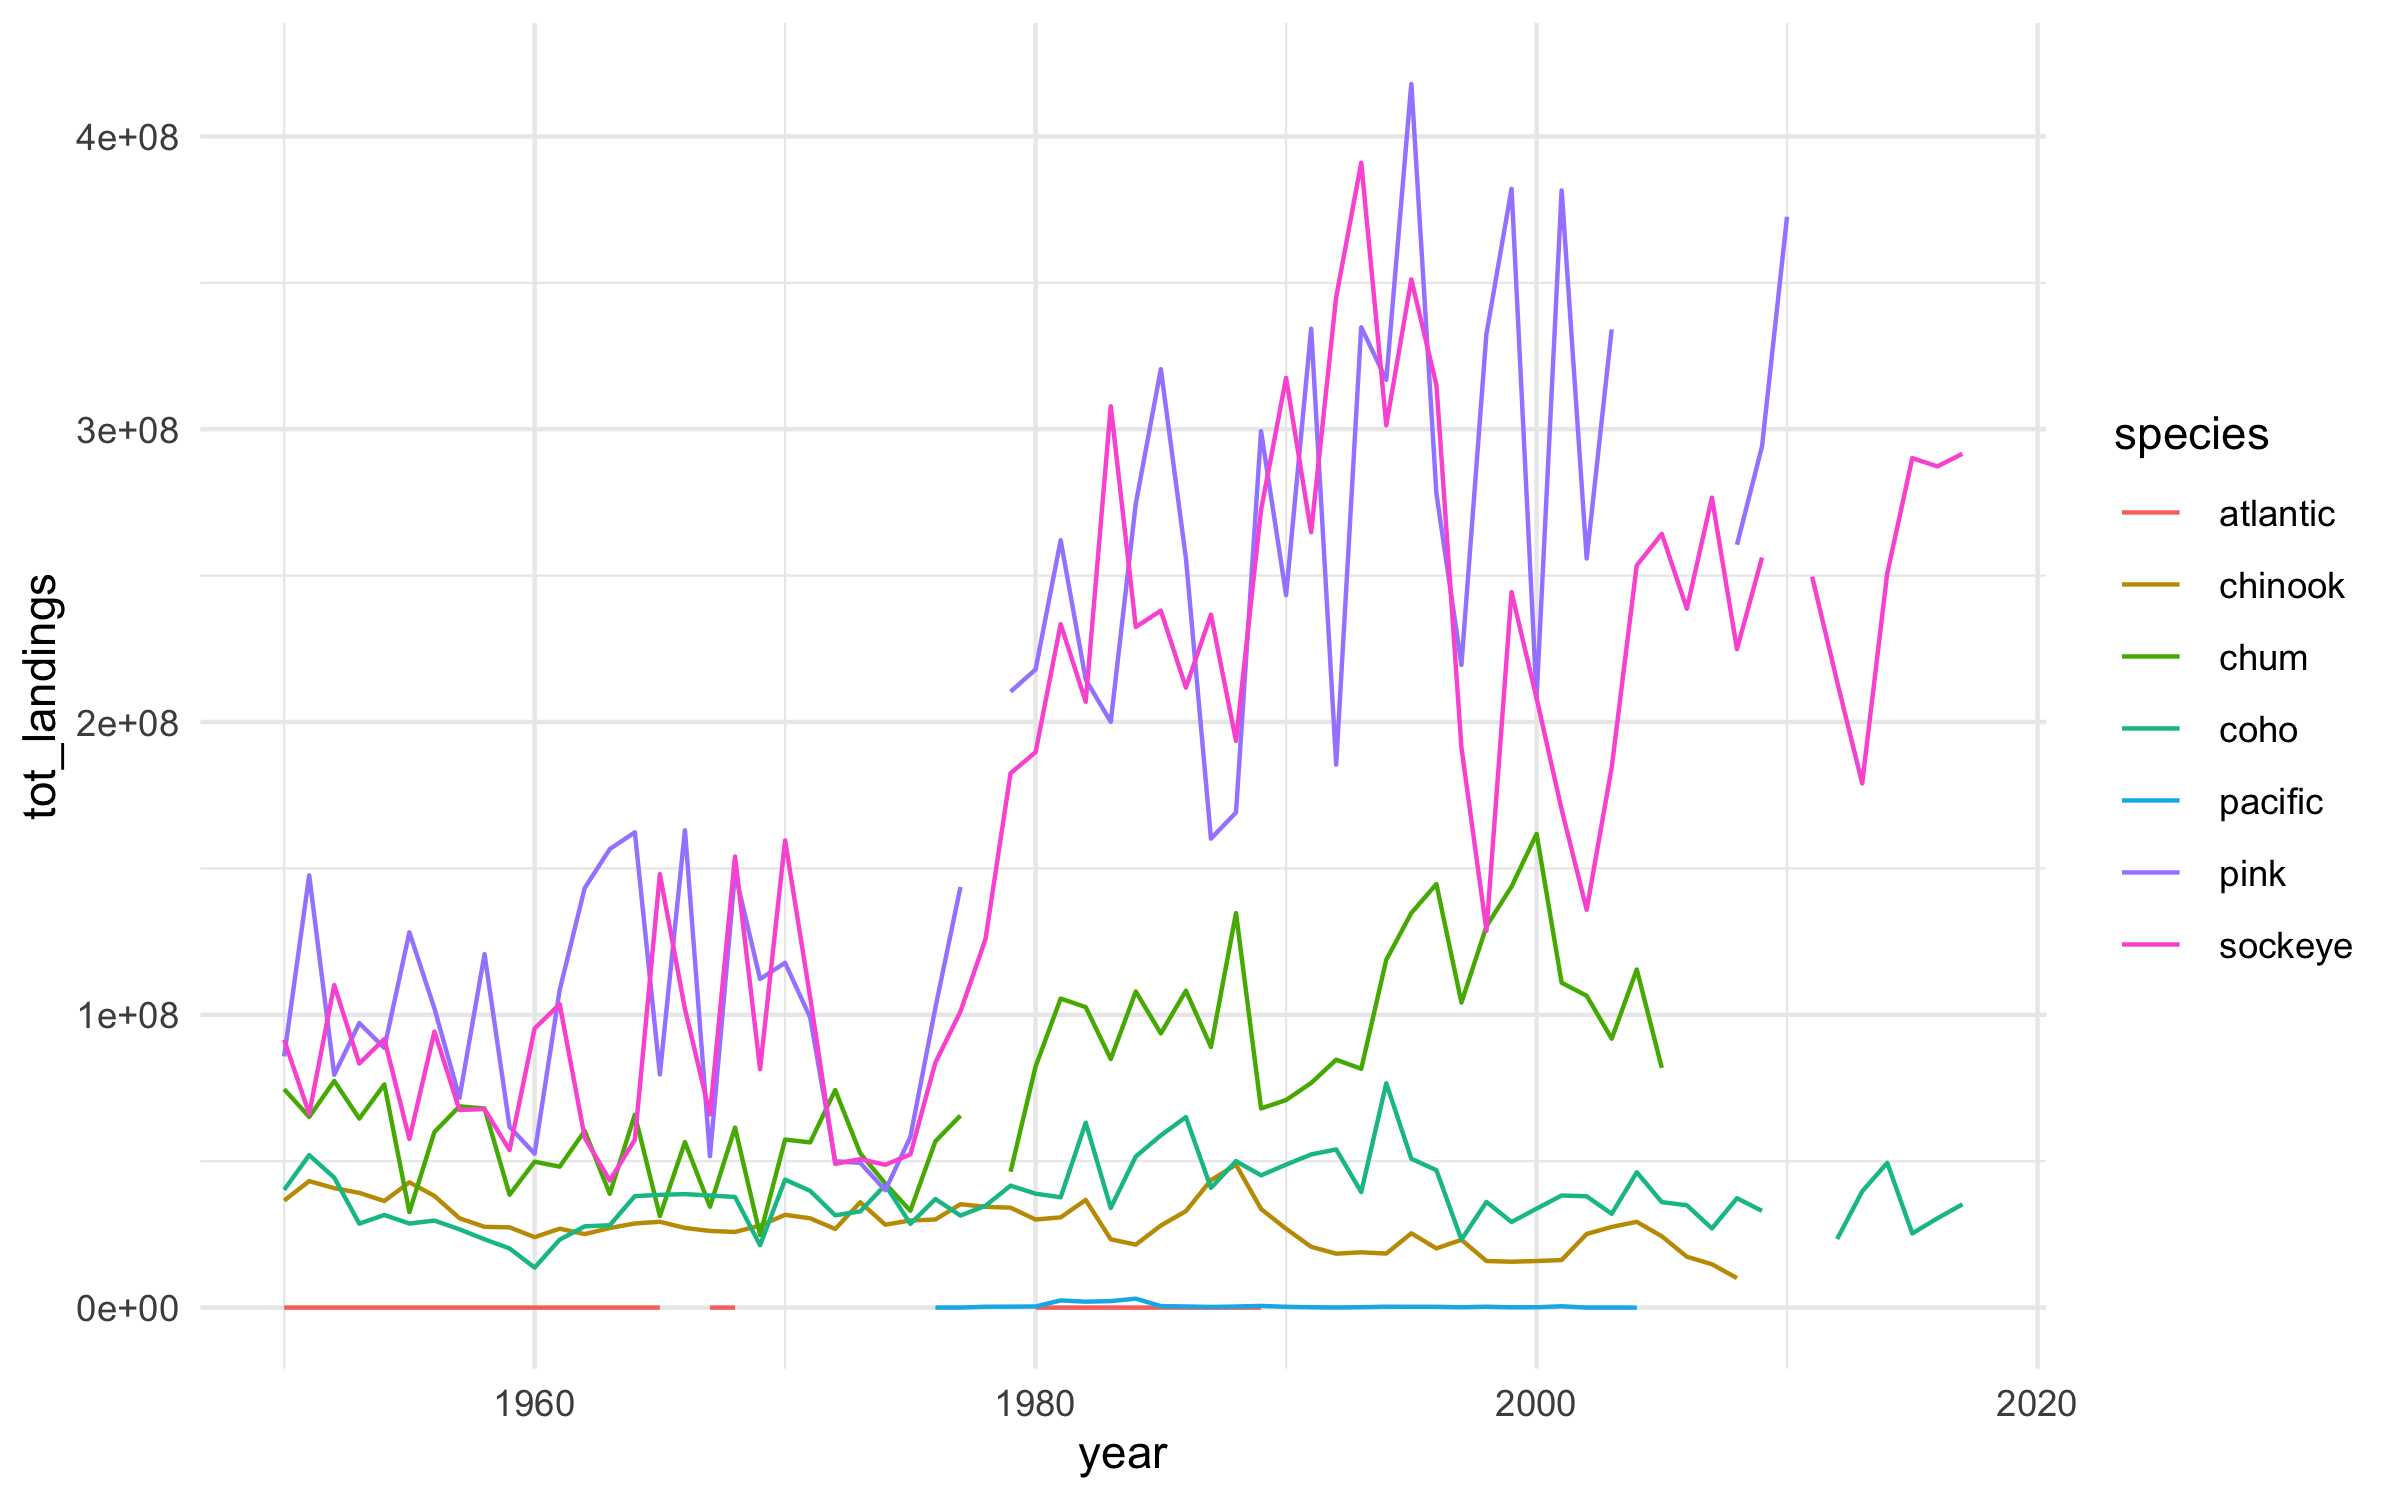 4e+08
3e+08
2e+08
1e+08
0e+00
tot_landings
1960
1980
2000
2020
year
species
atlantic
chinook
chum
coho
pacific
pink
sockeye